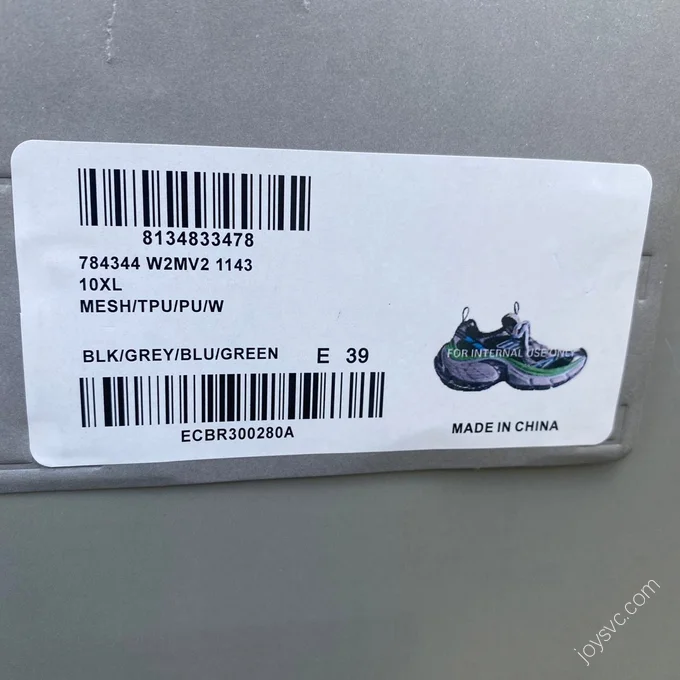 8134833478
784344 W2MV2 1143
10XL
MESH/TPU/PU/W
BLK/GREY/BLU/GREEN E 39
ECBR300280A
FOR INTERNAL USE ONLY
MADE IN CHINA
joysvc.com